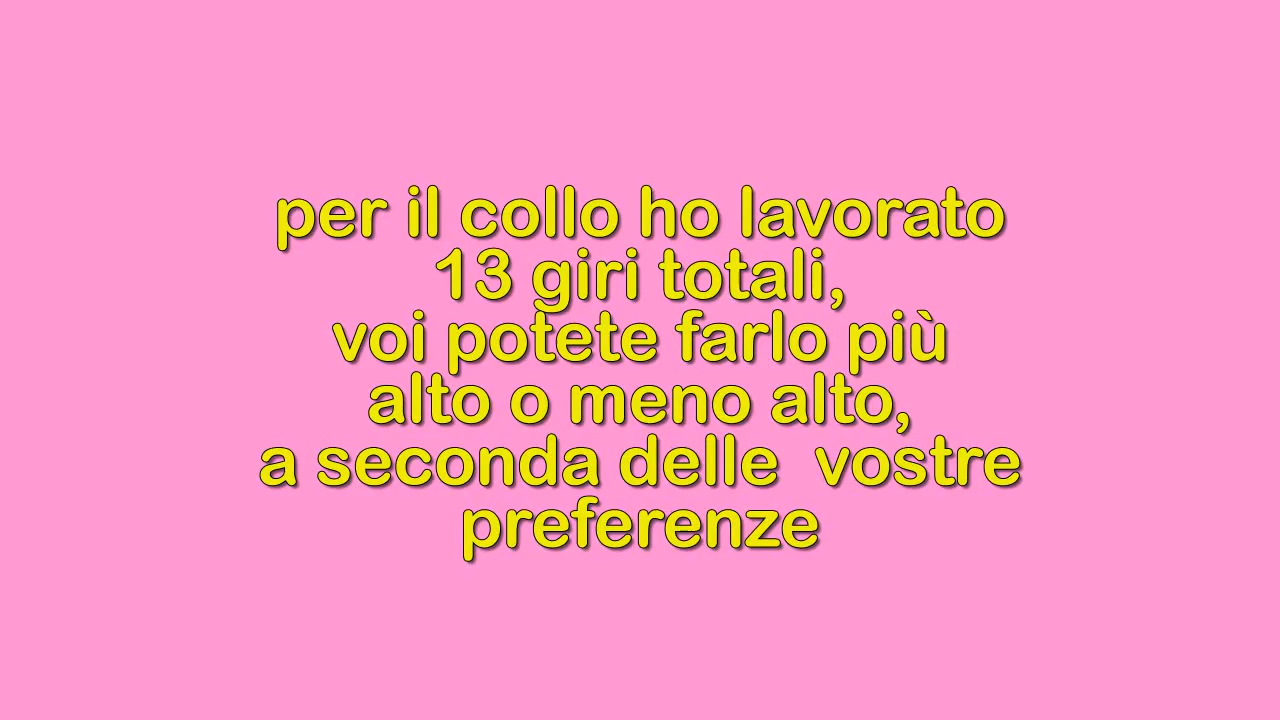 per il collo ho lavorato
13 giri totali,
voi potete farlo più
alto o meno alto,
a seconda delle  vostre
preferenze